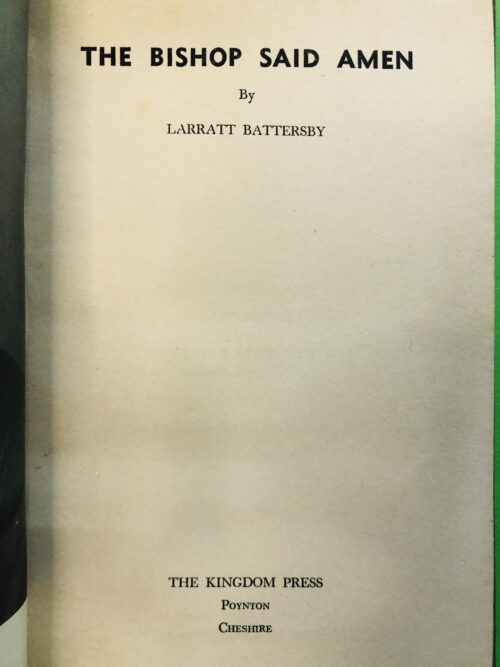 THE BISHOP SAID AMEN
By
LARRATT BATTERSBY
THE KINGDOM PRESS
POYNTON
CHESHIRE